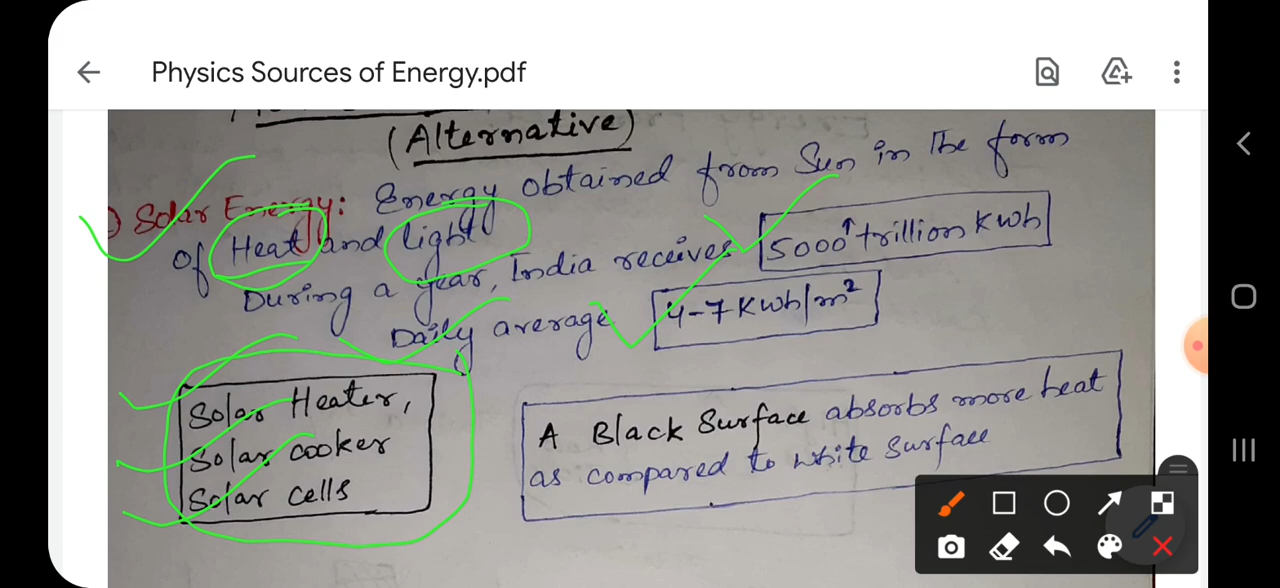 Physics Sources of Energy.pdf
(Alternative)
) Solar Energy: Energy obtained from Sun in the form
of Heat and light
During a year, India receives 5000↑ trillion Kwh
Daily average 4-7 Kwh/m²
Solar Heater,
Solar cooker
Solar cells
A Black Surface absorbs more heat
as compared to white surface